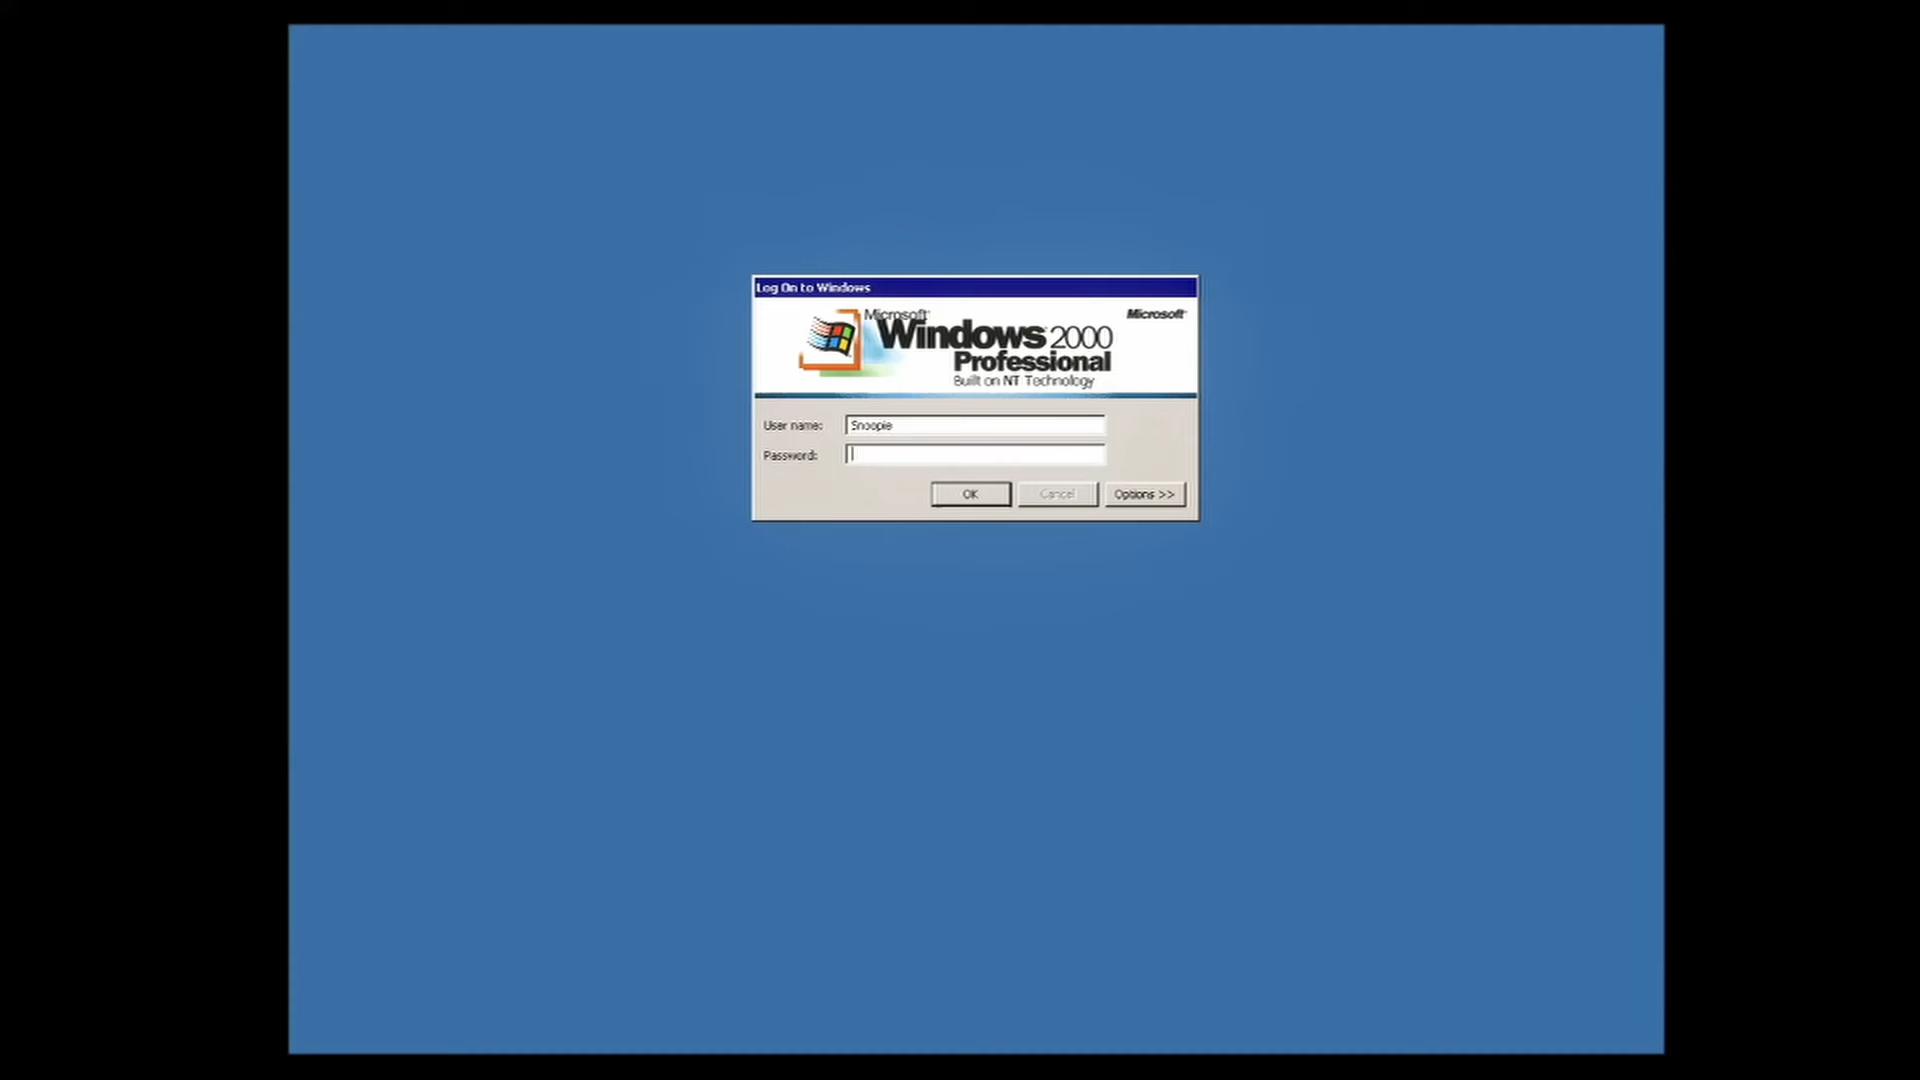 Log On to Windows
Microsoft
Microsoft
Windows 2000
Professional
Built on NT Technology
User name: Snoopie
Password:
OK Cancel Options >>